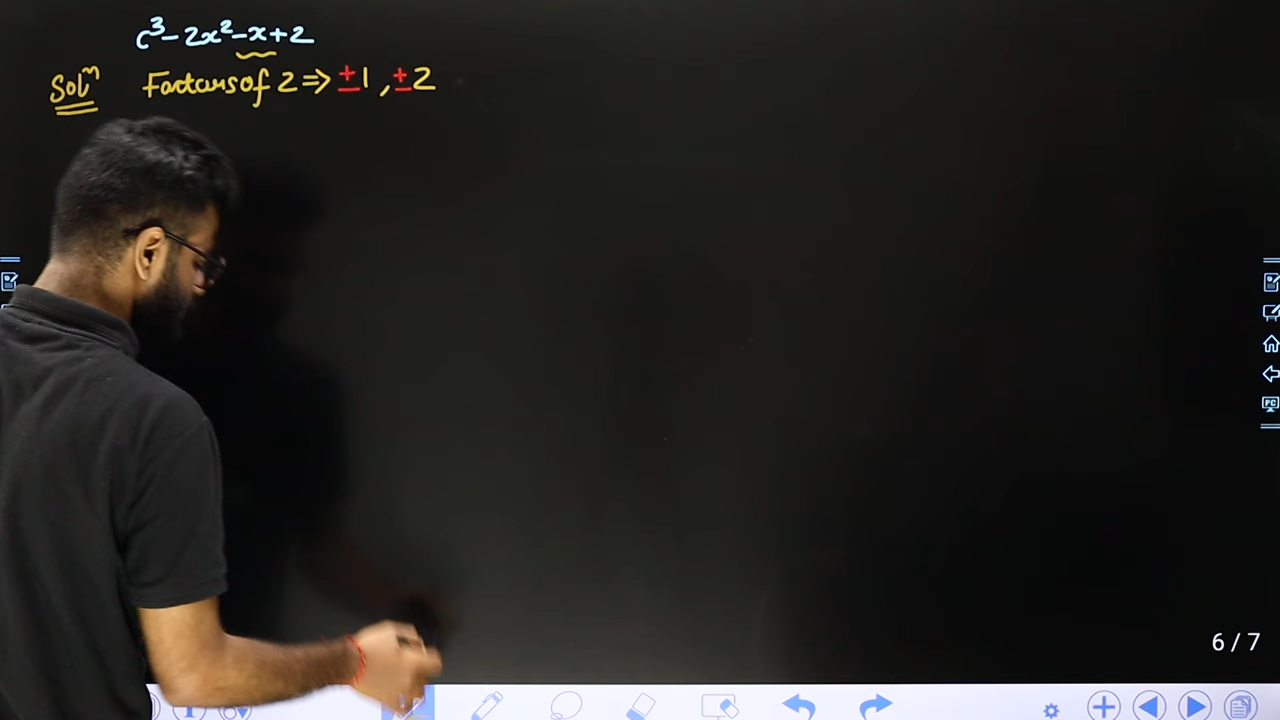 x³-2x²-x+2
Solⁿ Factors of 2 => ±1, ±2
6 / 7